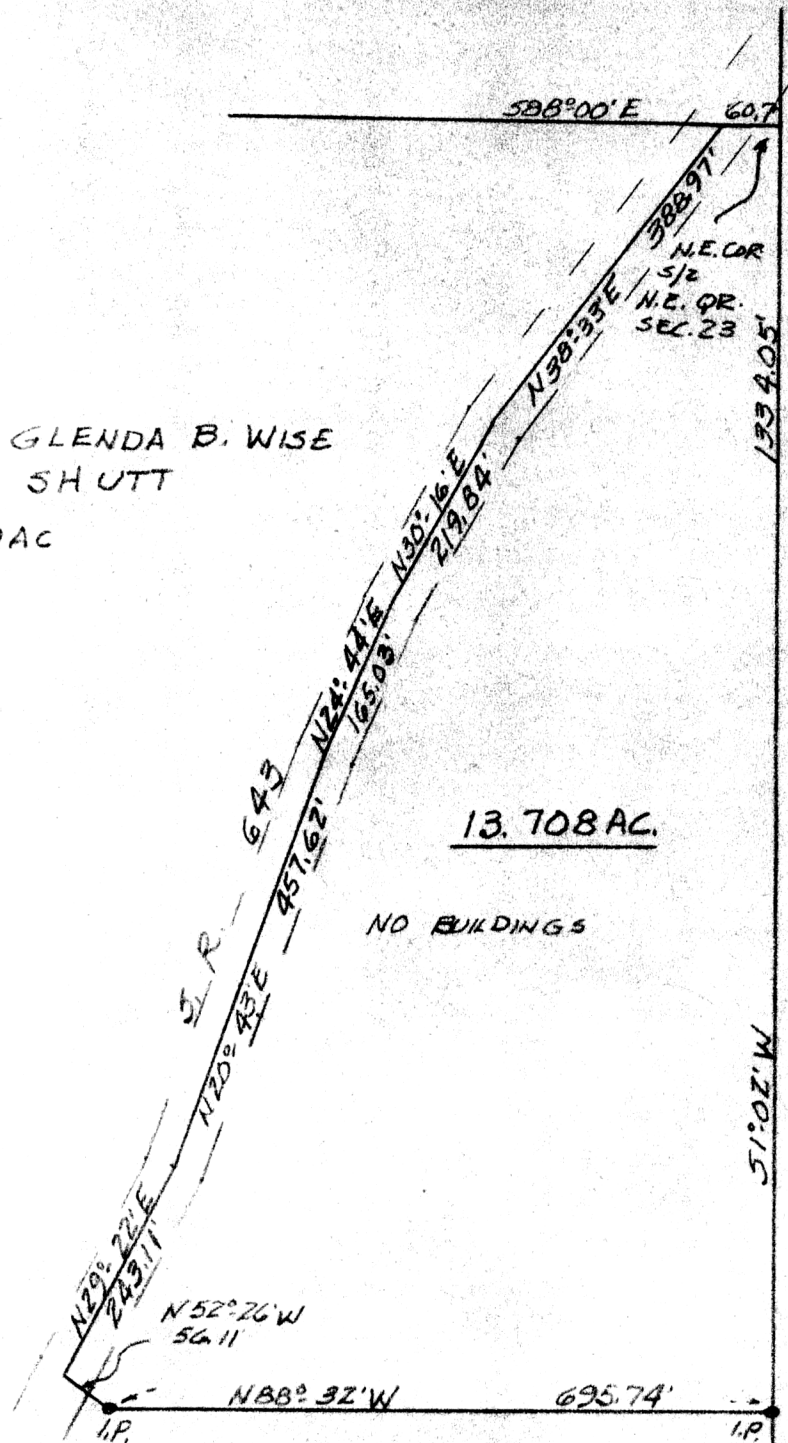 S88°00'E 60.7
388.97'
N38°-33'E
N.E. COR
S/2
N.E. QR.
SEC. 23
1334.05'
GLENDA B. WISE
SHUTT
AC
N30°-16'E
219.84'
N24°-44'E
165.03'
S.R. 643
457.62'
N20°-43'E
13.708 AC.
NO BUILDINGS
S1°02'W
N29°-22'E
243.11'
N52°-26'W
56.11
N88°32'W 695.74'
I.P. I.P.